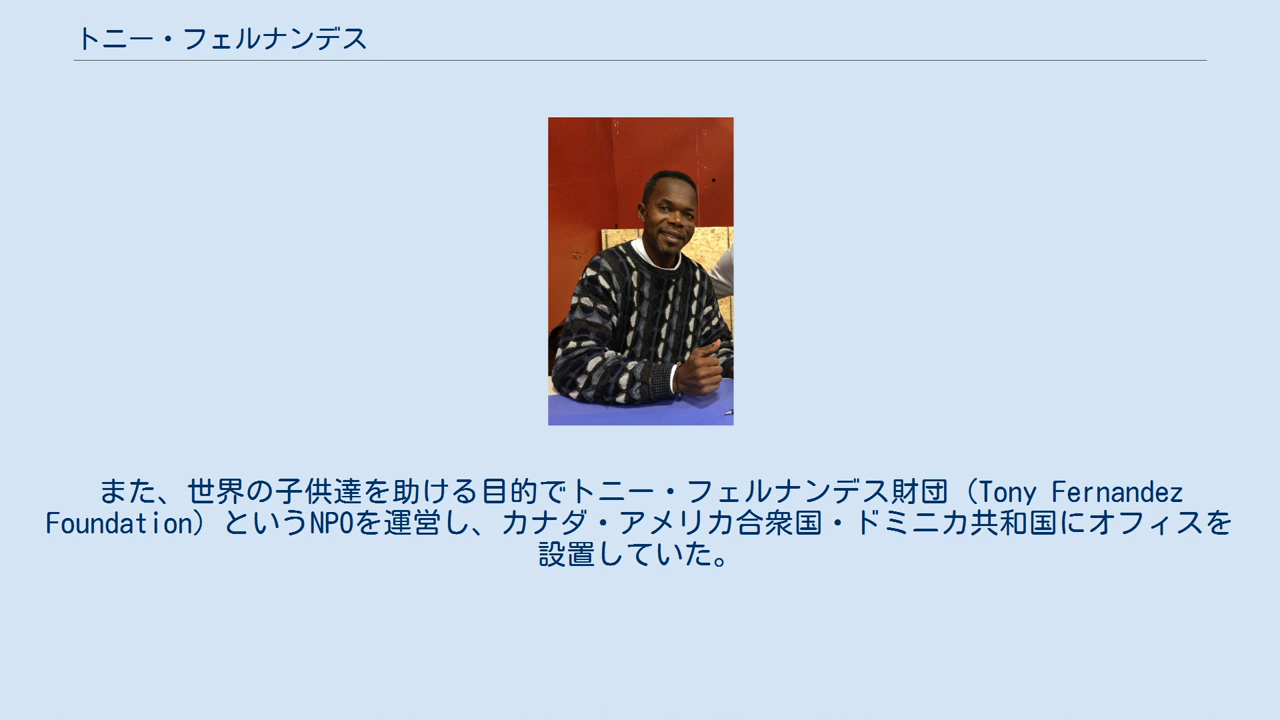 トニー・フェルナンデス
また、世界の子供達を助ける目的でトニー・フェルナンデス財団（Tony Fernandez
Foundation）というNPOを運営し、カナダ・アメリカ合衆国・ドミニカ共和国にオフィスを
設置していた。